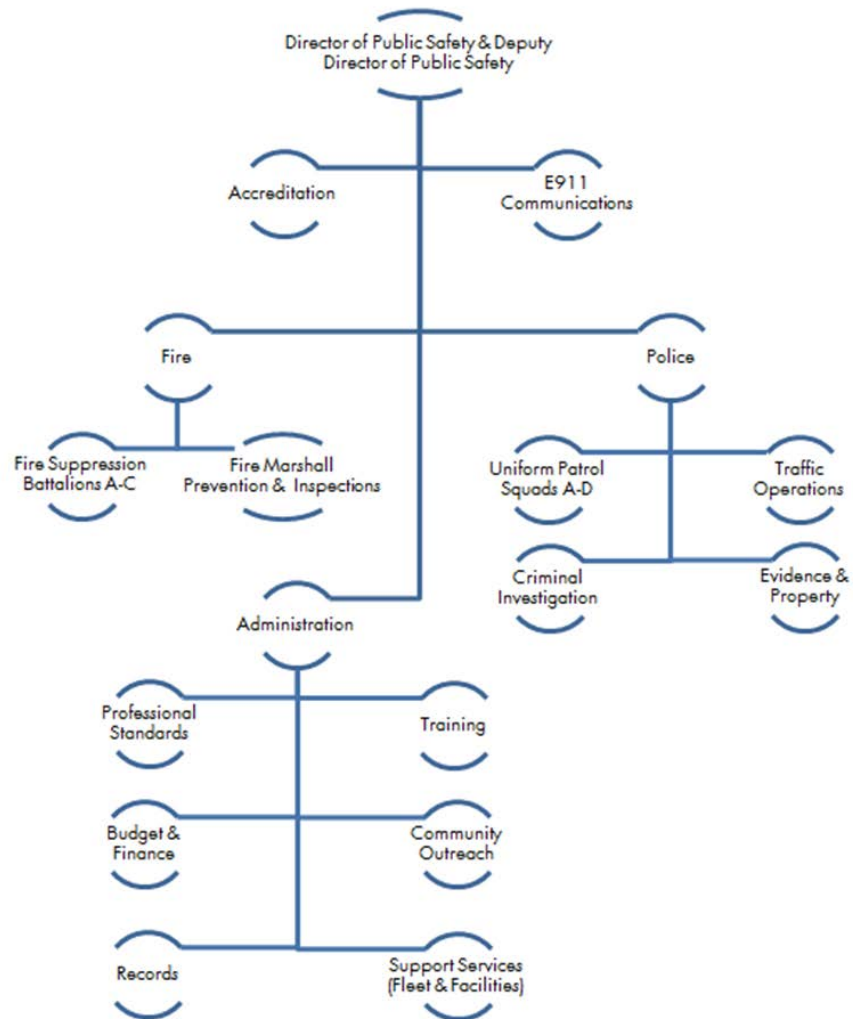 Director of Public Safety & Deputy
Director of Public Safety
Accreditation
E911
Communications
Fire
Police
Fire Suppression
Battalions A-C
Fire Marshall
Prevention & Inspections
Uniform Patrol
Squads A-D
Traffic
Operations
Criminal
Investigation
Evidence &
Property
Administration
Professional
Standards
Training
Budget &
Finance
Community
Outreach
Records
Support Services
(Fleet & Facilities)